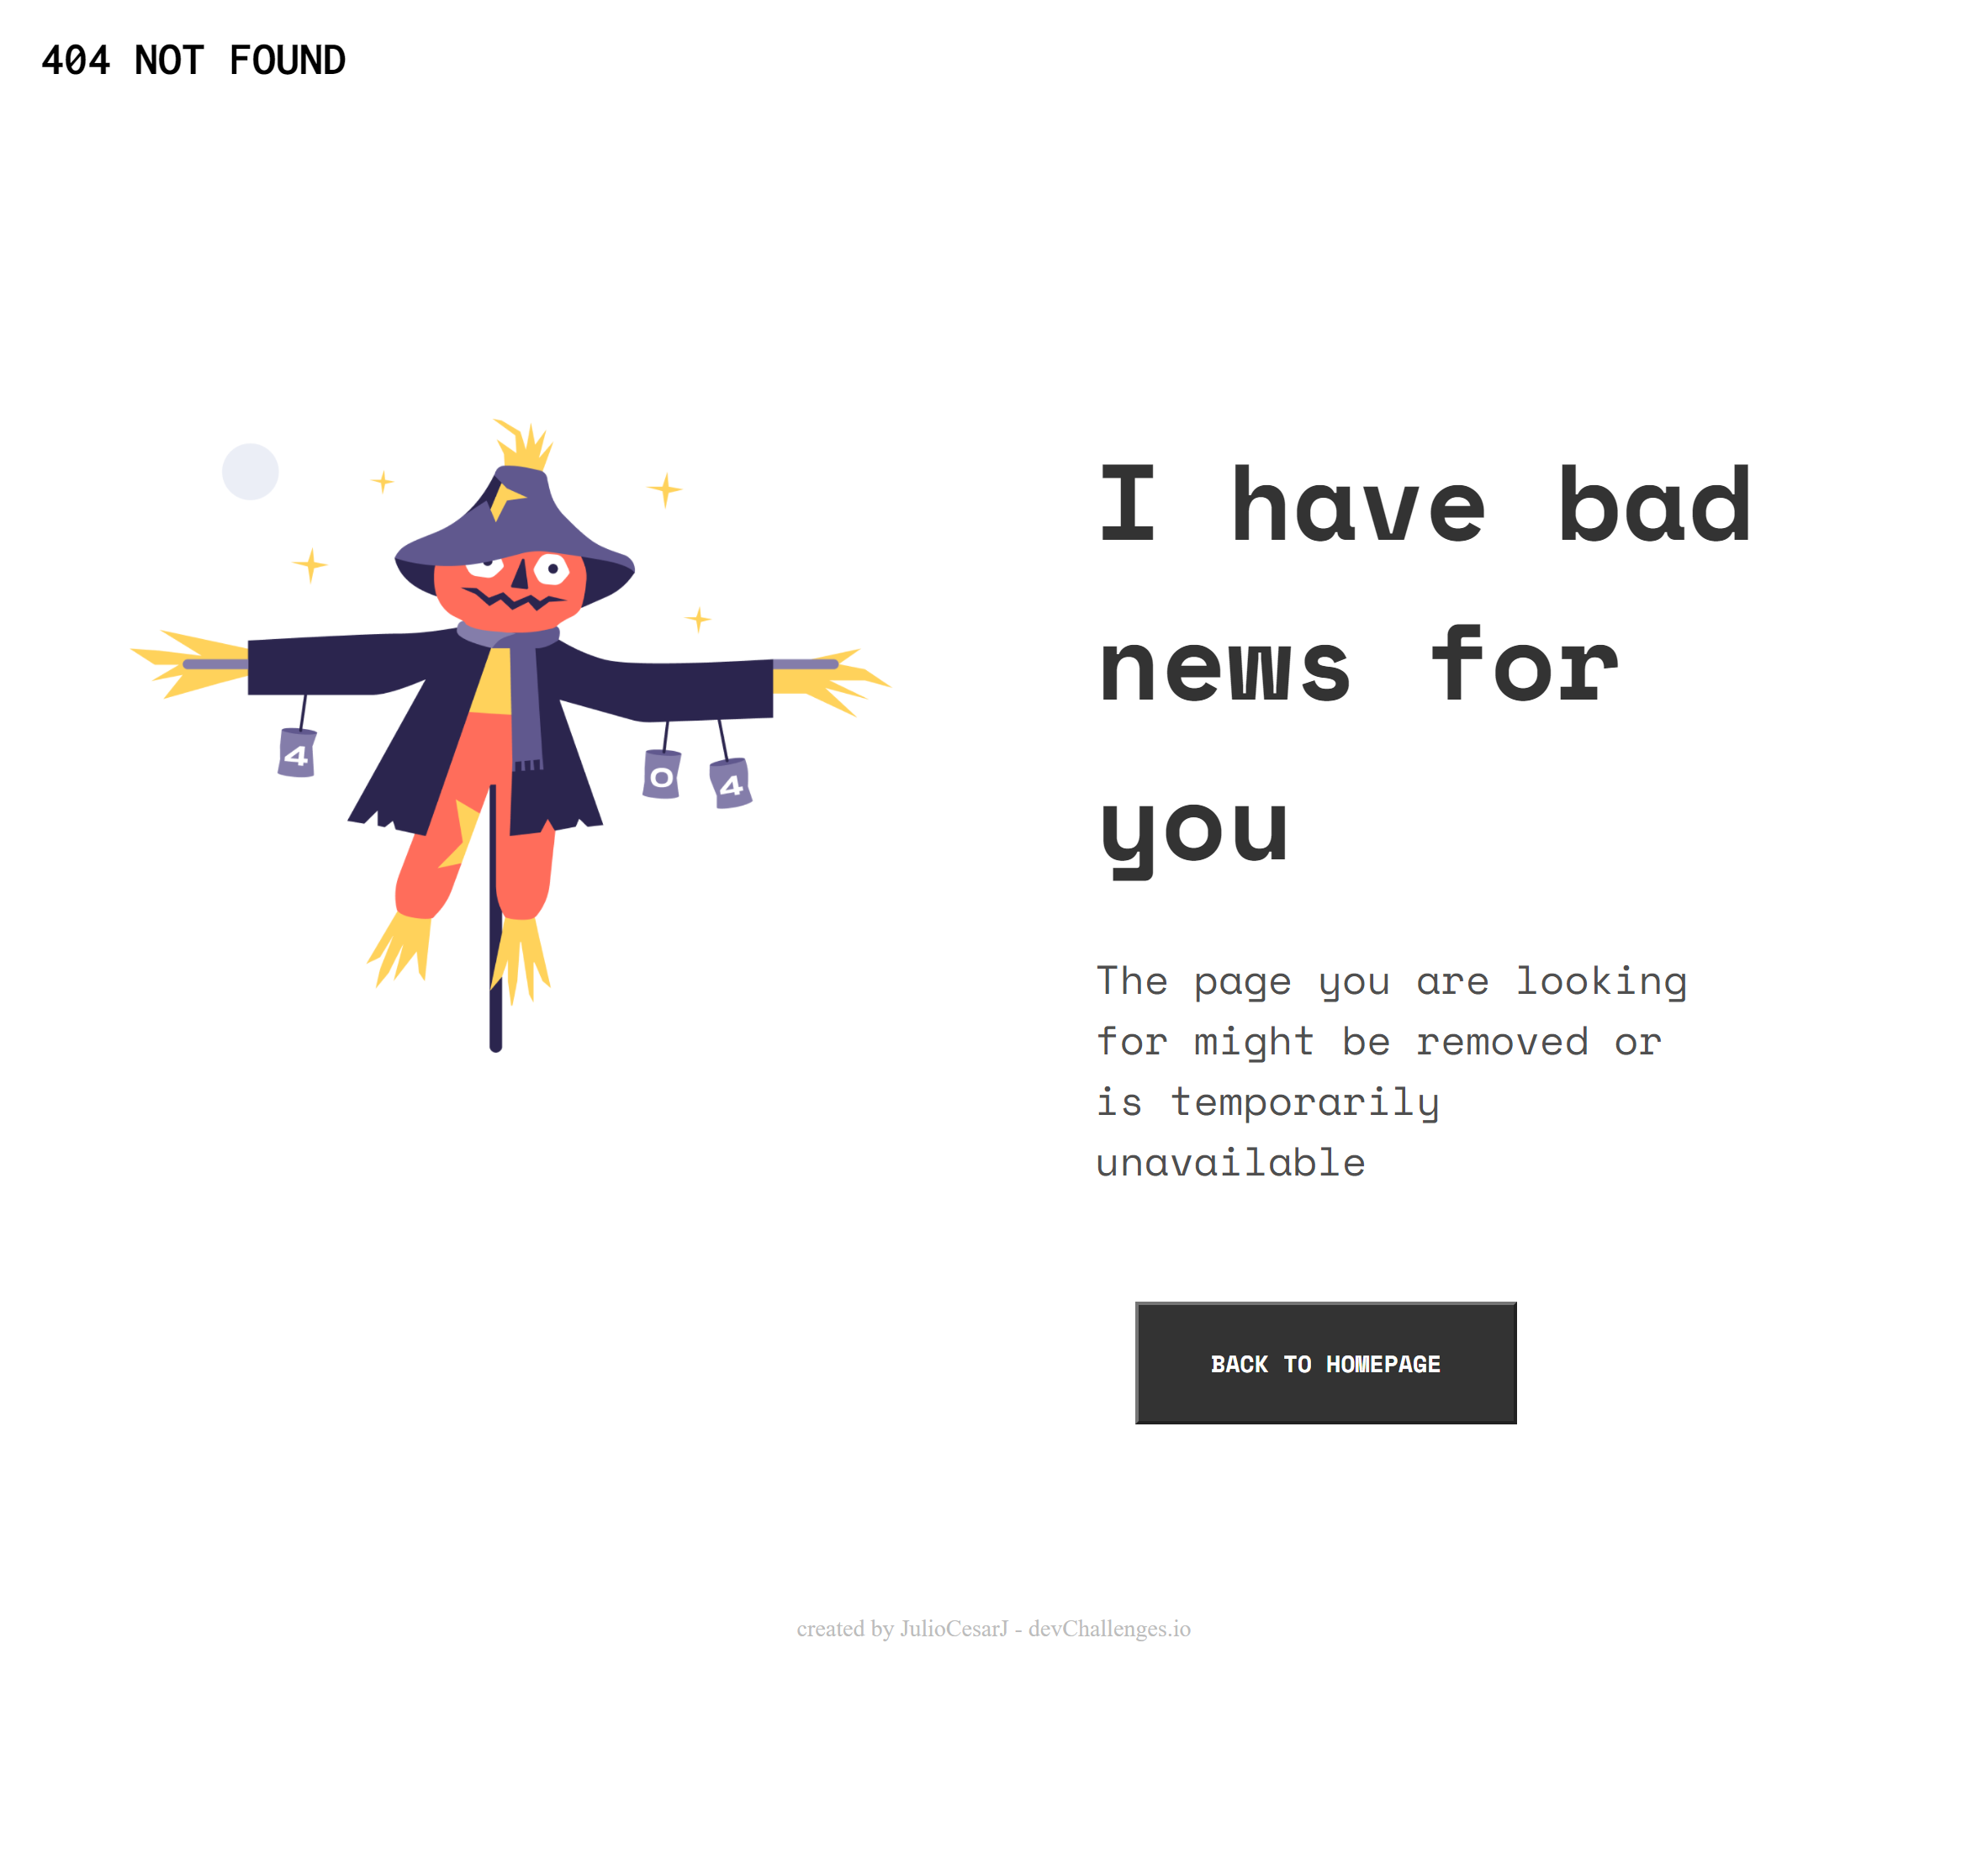 404 NOT FOUND
4
0
4
I have bad
news for
you
The page you are looking
for might be removed or
is temporarily
unavailable
BACK TO HOMEPAGE
created by JulioCesarJ - devChallenges.io